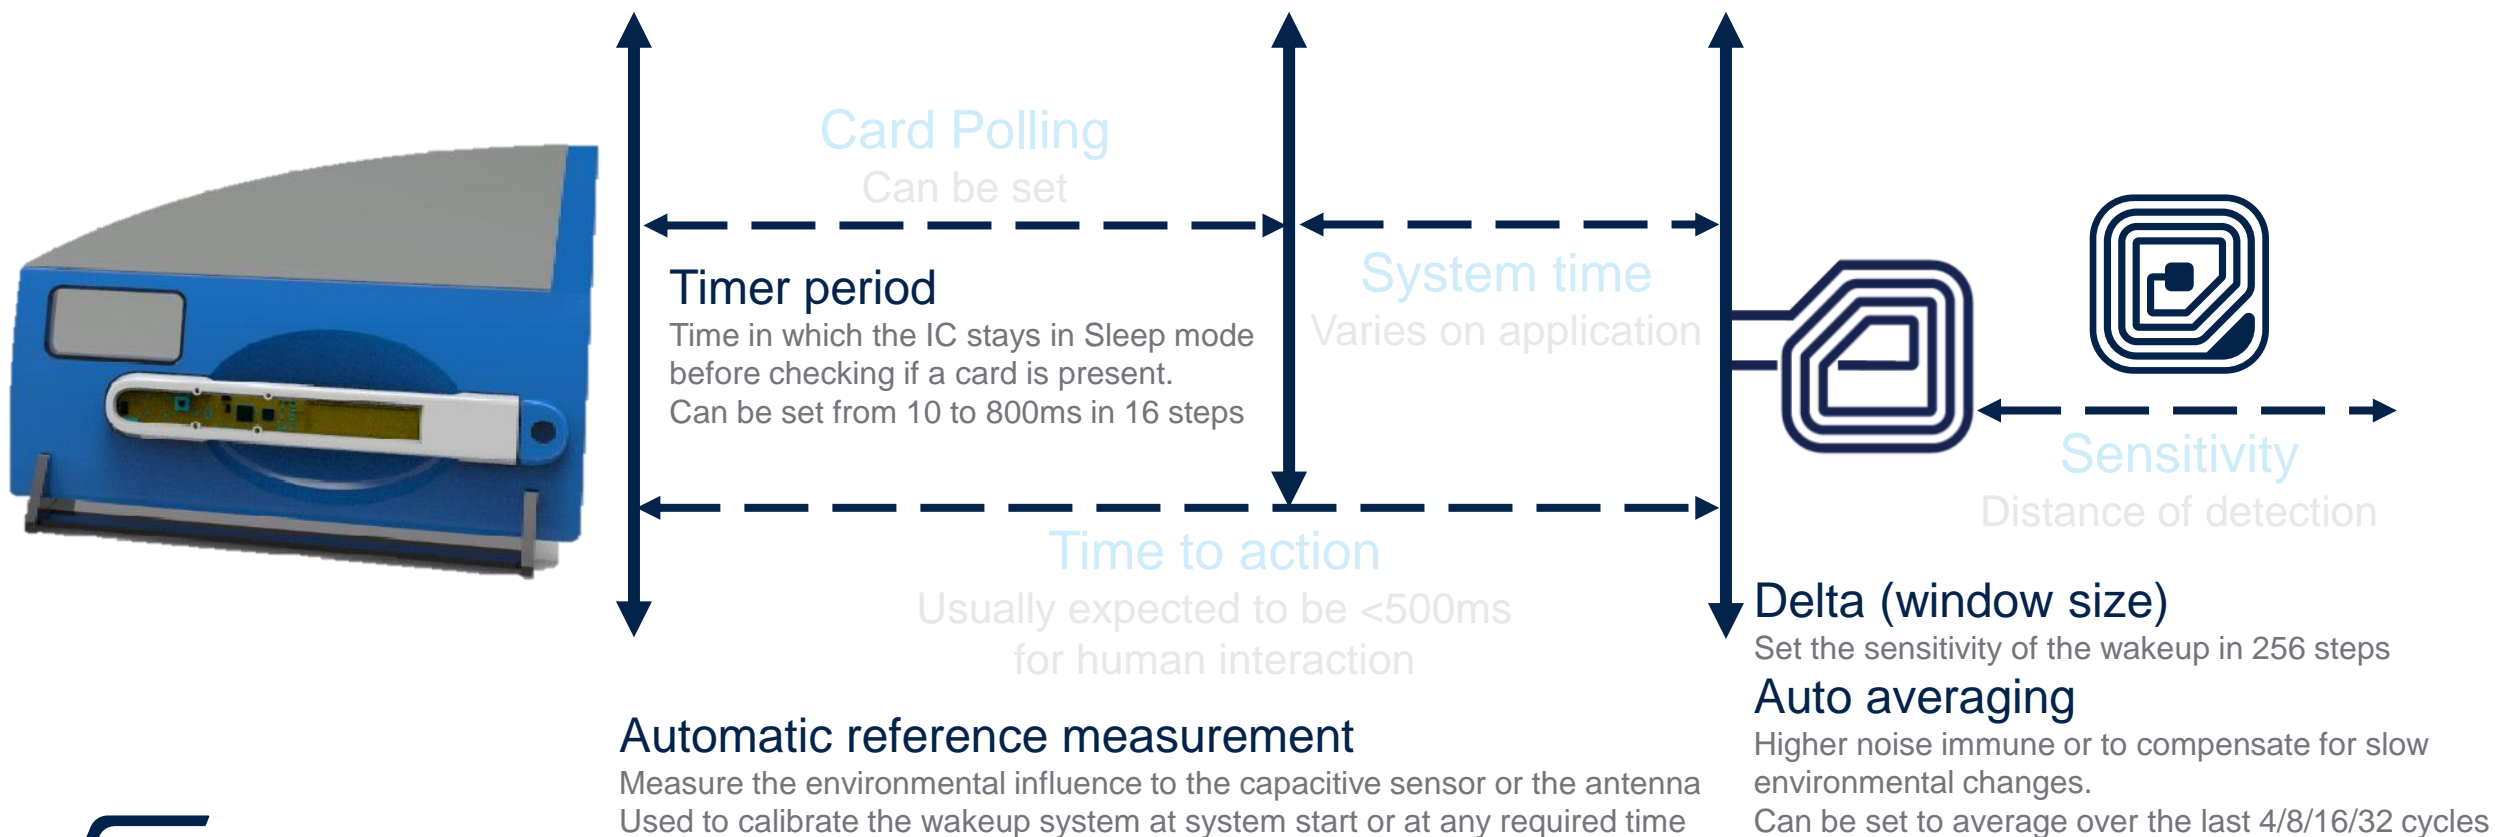 Card Polling
Can be set
Timer period
Time in which the IC stays in Sleep mode
before checking if a card is present.
Can be set from 10 to 800ms in 16 steps
System time
Varies on application
Sensitivity
Distance of detection
Time to action
Usually expected to be <500ms
for human interaction
Delta (window size)
Set the sensitivity of the wakeup in 256 steps
Auto averaging
Higher noise immune or to compensate for slow
environmental changes.
Can be set to average over the last 4/8/16/32 cycles
Automatic reference measurement
Measure the environmental influence to the capacitive sensor or the antenna
Used to calibrate the wakeup system at system start or at any required time